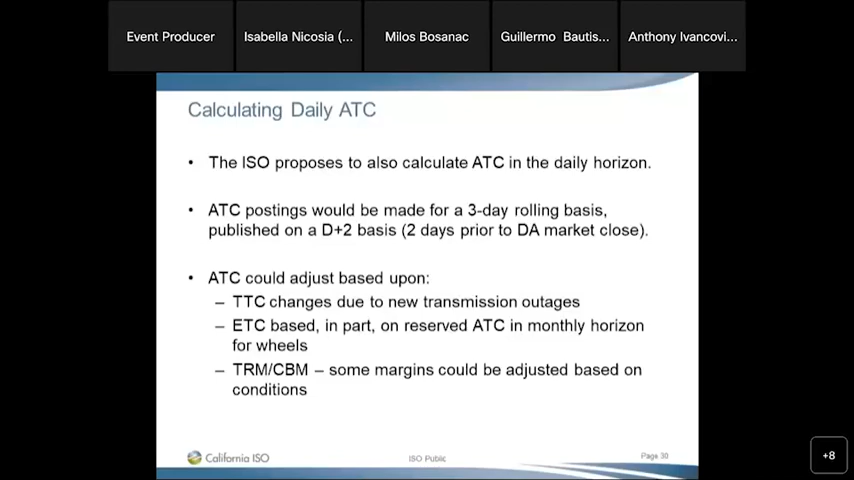 Event Producer
Isabella Nicosia (...
Milos Bosanac
Guillermo Bautis...
Anthony Ivancovi...
Calculating Daily ATC
• The ISO proposes to also calculate ATC in the daily horizon.
• ATC postings would be made for a 3-day rolling basis,
published on a D+2 basis (2 days prior to DA market close).
• ATC could adjust based upon:
– TTC changes due to new transmission outages
– ETC based, in part, on reserved ATC in monthly horizon
for wheels
– TRM/CBM – some margins could be adjusted based on
conditions
California ISO
ISO Public
Page 30
+8